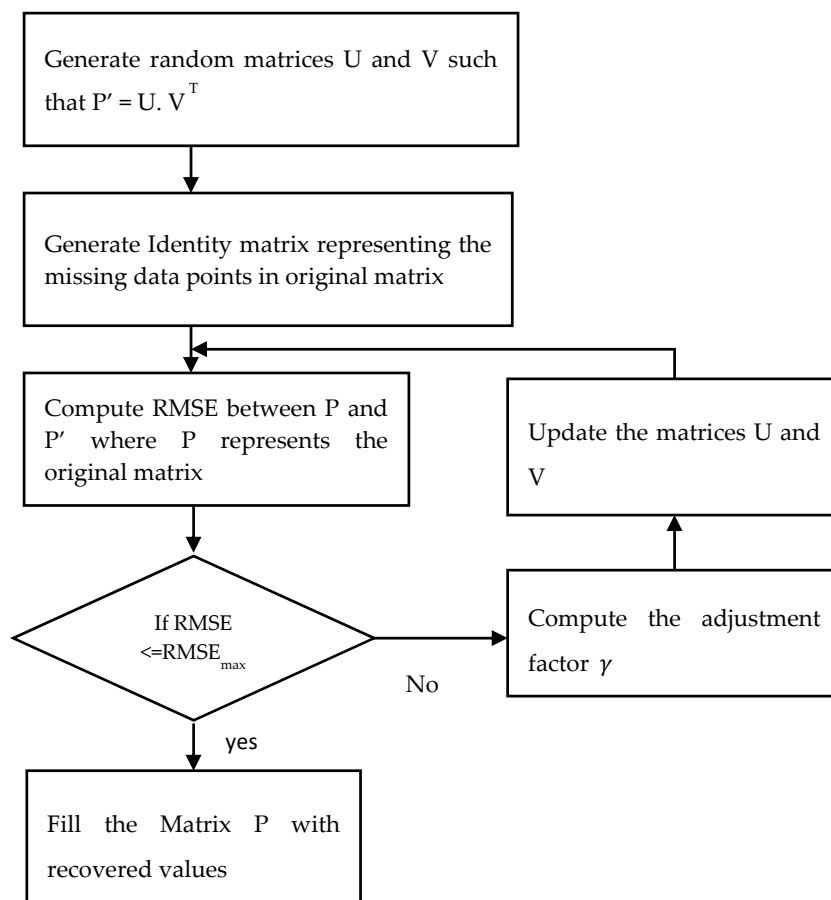 Generate random matrices U and V such
that P’ = U. V^T
Generate Identity matrix representing the
missing data points in original matrix
Compute RMSE between P and
P’ where P represents the
original matrix
Update the matrices U and
V
If RMSE
<=RMSE_max
No
Compute the adjustment
factor γ
yes
Fill the Matrix P with
recovered values